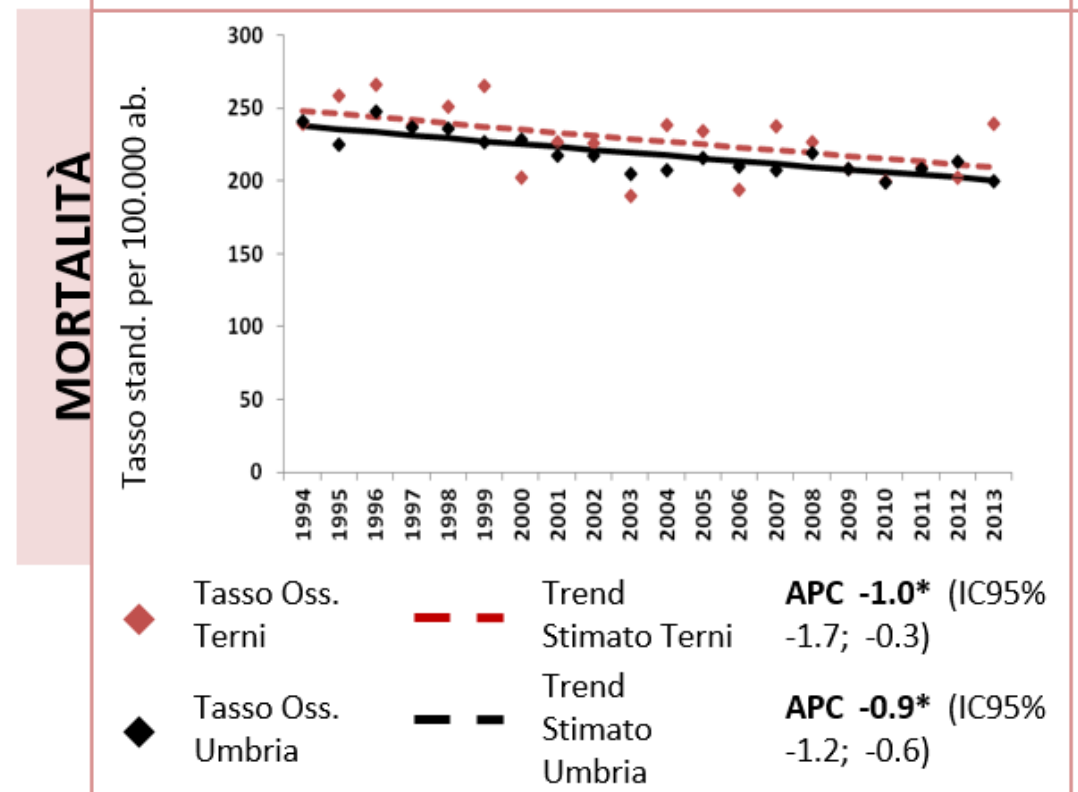 MORTALITÀ
Tasso stand. per 100.000 ab.
300
250
200
150
100
50
0
1994 1995 1996 1997 1998 1999 2000 2001 2002 2003 2004 2005 2006 2007 2008 2009 2010 2011 2012 2013
Tasso Oss.
Terni
Trend
Stimato Terni
APC -1.0* (IC95%
-1.7; -0.3)
Tasso Oss.
Umbria
Trend
Stimato
Umbria
APC -0.9* (IC95%
-1.2; -0.6)